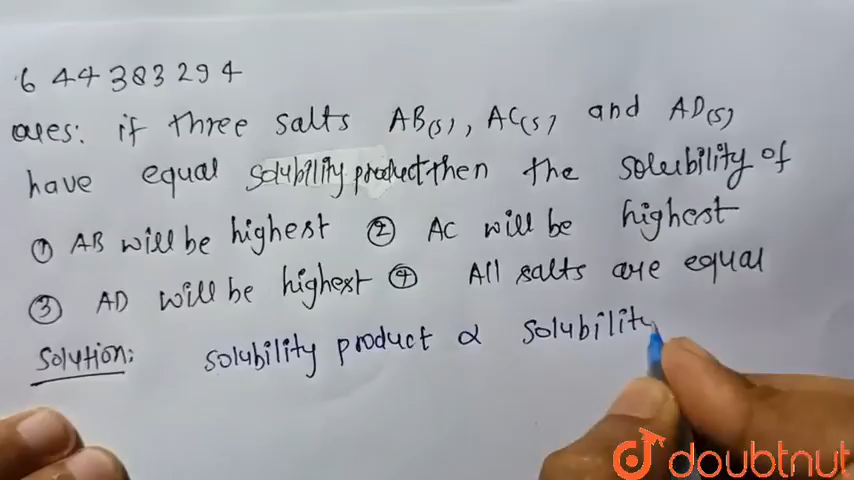 6 44383294
Ques: if three salts AB(s), AC(s), and AD(s)
have equal solubility product then the solubility of
① AB will be highest ② AC will be highest
③ AD will be highest ④ All salts are equal
Solution: solubility product ∝ solubility
doubtnut